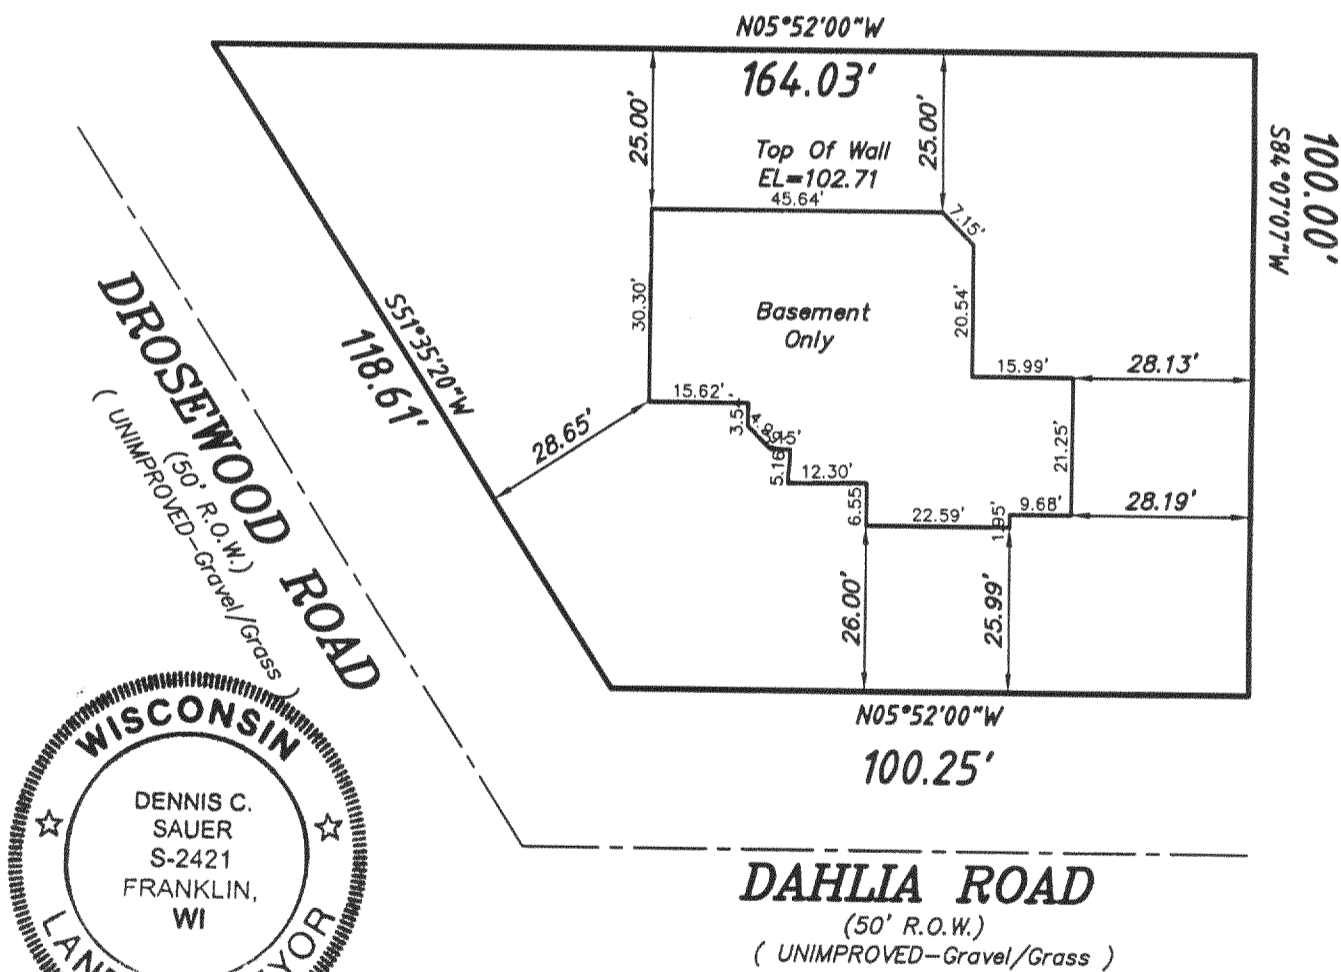 N05°52'00"W
164.03'
25.00'
25.00'
Top Of Wall
EL=102.71
45.64'
7.15'
100.00'
S84°07'07"W
30.30'
Basement
Only
20.54'
15.99'
28.13'
S51°35'20"W
118.61'
28.65'
15.62'
3.5
5.16
12.30'
6.55
21.25'
22.59'
1.95'
9.68'
28.19'
26.00'
25.99'
N05°52'00"W
100.25'
DROSEWOOD ROAD
(50' R.O.W.)
( UNIMPROVED-Gravel/Grass )
DAHLIA ROAD
(50' R.O.W.)
( UNIMPROVED-Gravel/Grass )
WISCONSIN
DENNIS C.
SAUER
S-2421
FRANKLIN,
WI